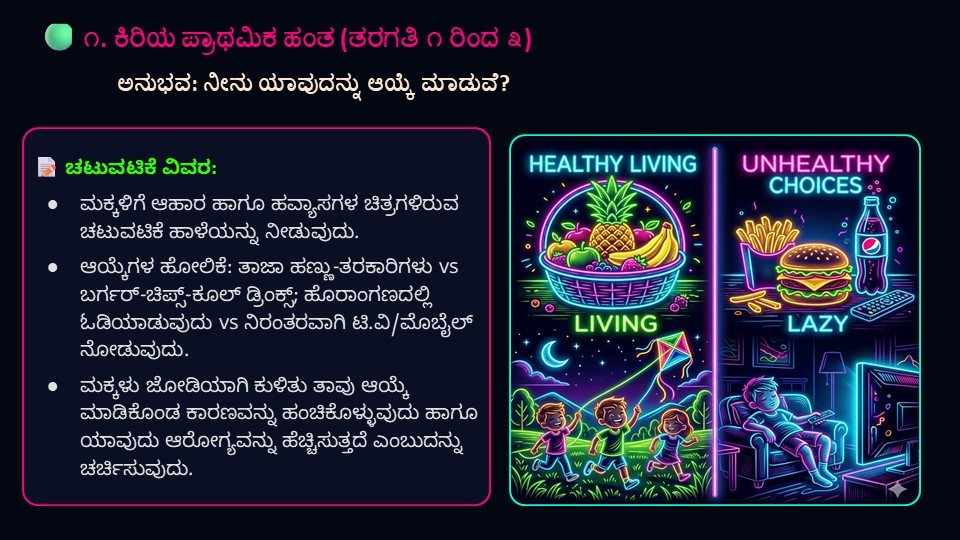 ೧. ಕಿರಿಯ ಪ್ರಾಥಮಿಕ ಹಂತ (ತರಗತಿ ೧ ರಿಂದ ೩)
ಅನುಭವ: ನೀನು ಯಾವುದನ್ನು ಆಯ್ಕೆ ಮಾಡುವೆ?
ಚಟುವಟಿಕೆ ವಿವರ:
● ಮಕ್ಕಳಿಗೆ ಆಹಾರ ಹಾಗೂ ಹವ್ಯಾಸಗಳ ಚಿತ್ರಗಳಿರುವ
ಚಟುವಟಿಕೆ ಹಾಳೆಯನ್ನು ನೀಡುವುದು.
● ಆಯ್ಕೆಗಳ ಹೋಲಿಕೆ: ತಾಜಾ ಹಣ್ಣು-ತರಕಾರಿಗಳು vs
ಬರ್ಗರ್-ಚಿಪ್ಸ್-ಕೂಲ್ ಡ್ರಿಂಕ್ಸ್; ಹೊರಾಂಗಣದಲ್ಲಿ
ಓಡಿಯಾಡುವುದು vs ನಿರಂತರವಾಗಿ ಟಿ.ವಿ/ಮೊಬೈಲ್
ನೋಡುವುದು.
● ಮಕ್ಕಳು ಜೋಡಿಯಾಗಿ ಕುಳಿತು ತಾವು ಆಯ್ಕೆ
ಮಾಡಿಕೊಂಡ ಕಾರಣವನ್ನು ಹಂಚಿಕೊಳ್ಳುವುದು ಹಾಗೂ
ಯಾವುದು ಆರೋಗ್ಯವನ್ನು ಹೆಚ್ಚಿಸುತ್ತದೆ ಎಂಬುದನ್ನು
ಚರ್ಚಿಸುವುದು.
HEALTHY LIVING
LIVING
UNHEALTHY
CHOICES
LAZY